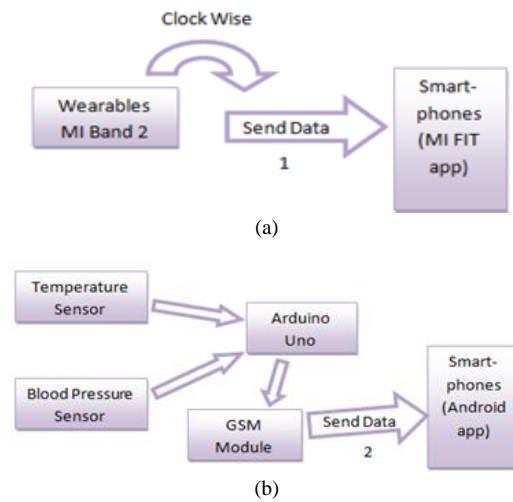 Clock Wise
Wearables
MI Band 2
Send Data
1
Smart-
phones
(MI FIT
app)
(a)
Temperature
Sensor
Arduino
Uno
Blood Pressure
Sensor
GSM
Module
Send Data
2
Smart-
phones
(Android
app)
(b)